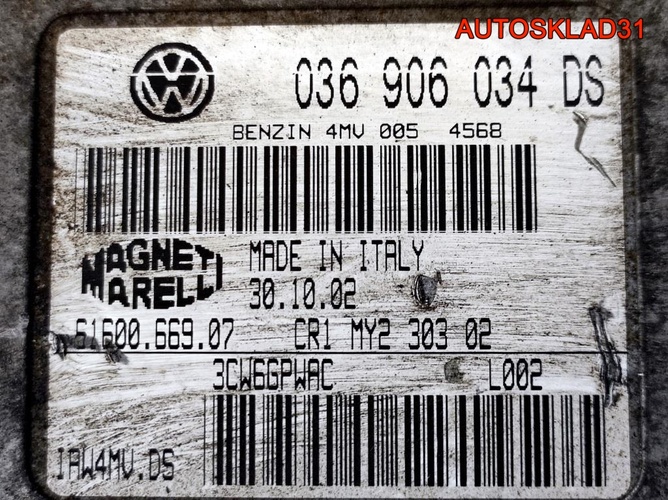 AUTOSKLAD31
036 906 034 DS
BENZIN 4MV 005 4568
MAGNETI MARELLI
MADE IN ITALY
30.10.02
61600.669.07 CR1 MY2 303 02
3CW6GPWAC L002
IAW4MV.DS